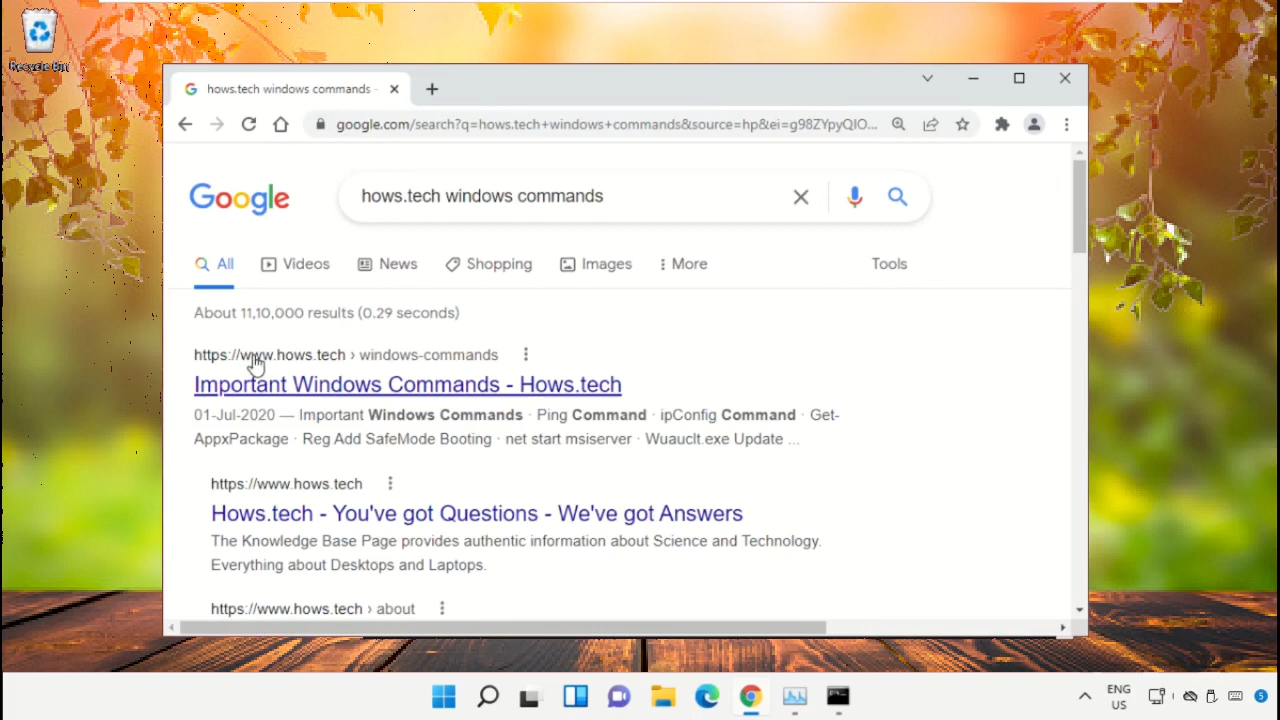 Recycle Bin
hows.tech windows commands -
google.com/search?q=hows.tech+windows+commands&source=hp&ei=g98ZYpyQIO...
Google
hows.tech windows commands
All Videos News Shopping Images More Tools
About 11,10,000 results (0.29 seconds)
https://www.hows.tech › windows-commands
Important Windows Commands - Hows.tech
01-Jul-2020 — Important Windows Commands · Ping Command · ipConfig Command · Get-
AppxPackage · Reg Add SafeMode Booting · net start msiserver · Wuauclt.exe Update ...
https://www.hows.tech
Hows.tech - You've got Questions - We've got Answers
The Knowledge Base Page provides authentic information about Science and Technology.
Everything about Desktops and Laptops.
https://www.hows.tech › about
ENG
US
5